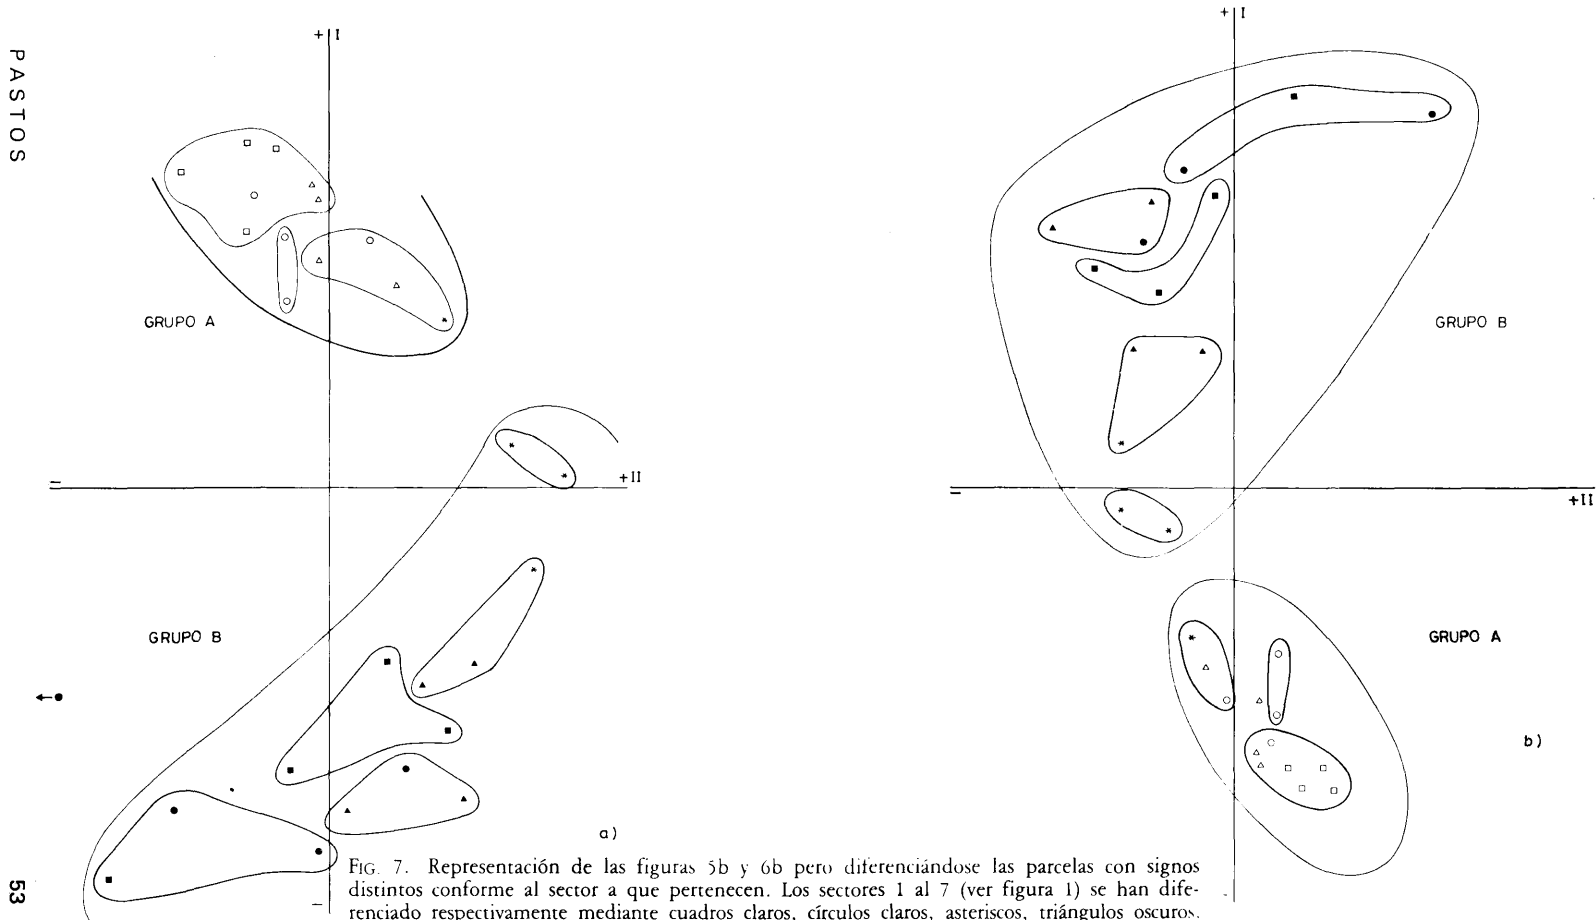 PASTOS
53
+ I
GRUPO A
–
+II
GRUPO B
a)
–
+ I
GRUPO B
–
+II
GRUPO A
b)
–
FIG. 7. Representación de las figuras 5b y 6b pero diferenciándose las parcelas con signos
distintos conforme al sector a que pertenecen. Los sectores 1 al 7 (ver figura 1) se han dife-
renciado respectivamente mediante cuadros claros, círculos claros, asteriscos, triángulos oscuros,